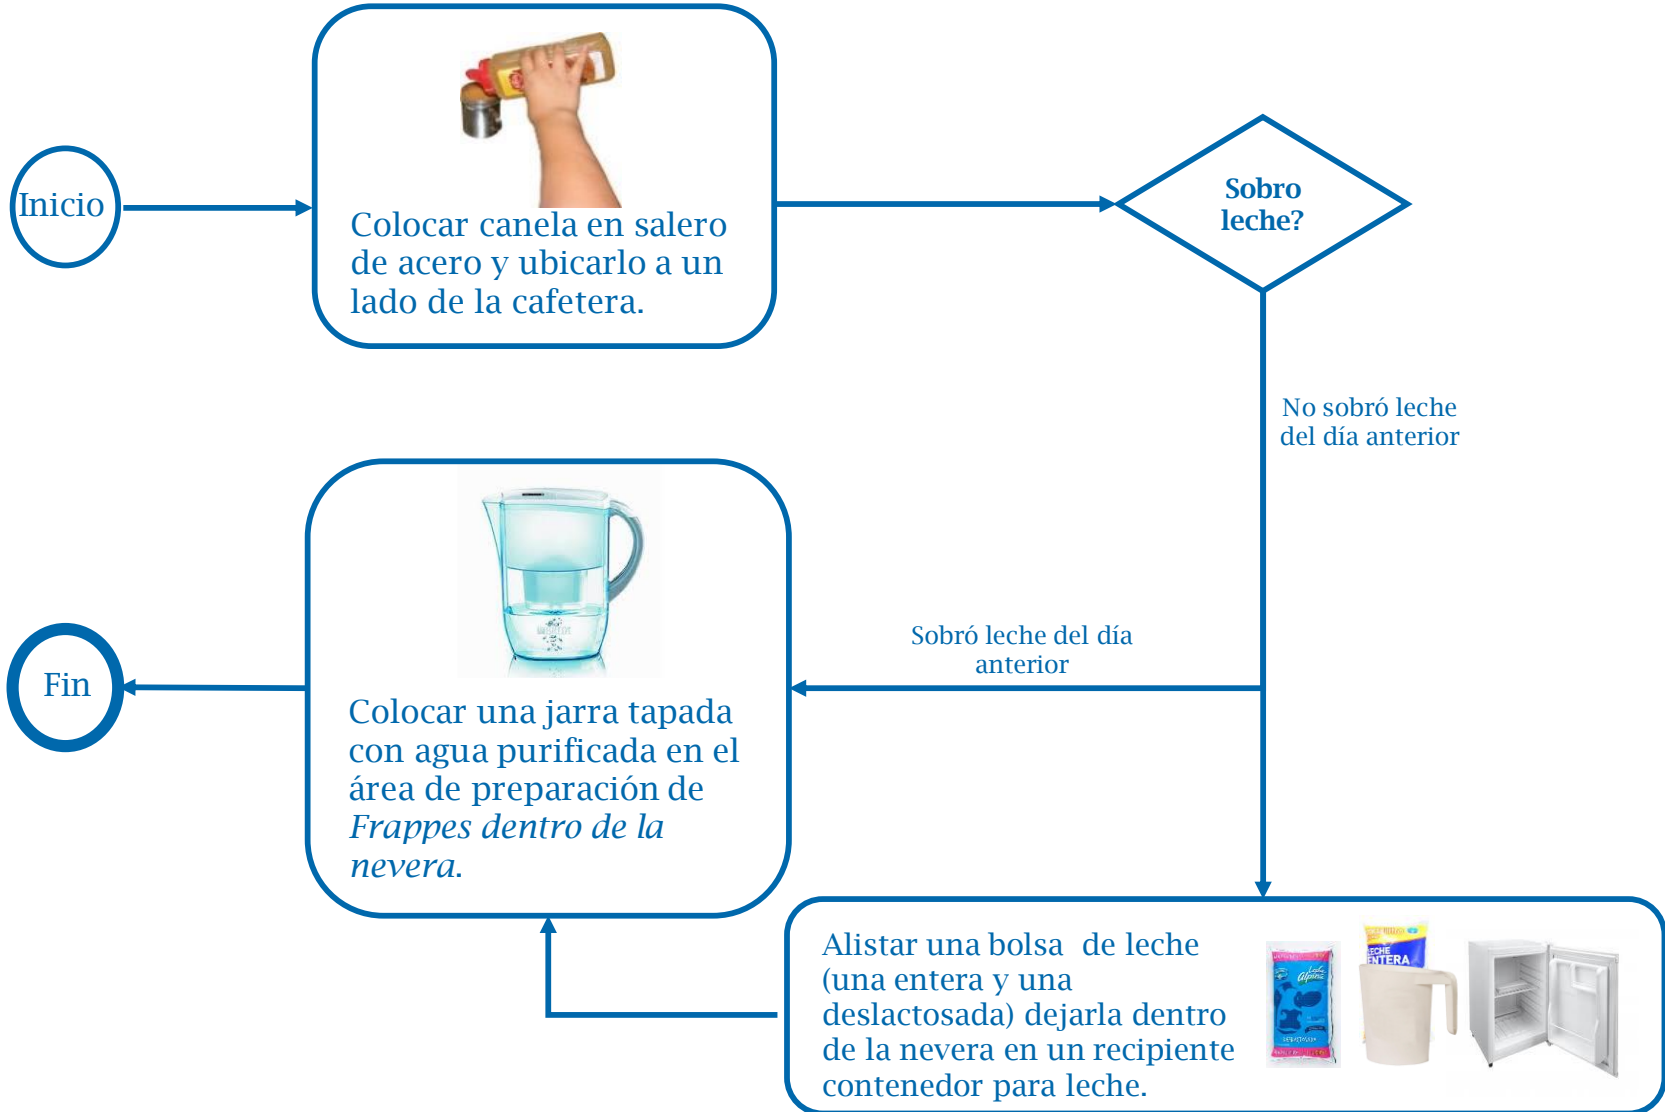 Inicio
Colocar canela en salero
de acero y ubicarlo a un
lado de la cafetera.
Sobro
leche?
No sobró leche
del día anterior
Sobró leche del día
anterior
Fin
Colocar una jarra tapada
con agua purificada en el
área de preparación de
Frappes dentro de la
nevera.
Alistar una bolsa de leche
(una entera y una
deslactosada) dejarla dentro
de la nevera en un recipiente
contenedor para leche.
Alpina
LECHE
ENTERA